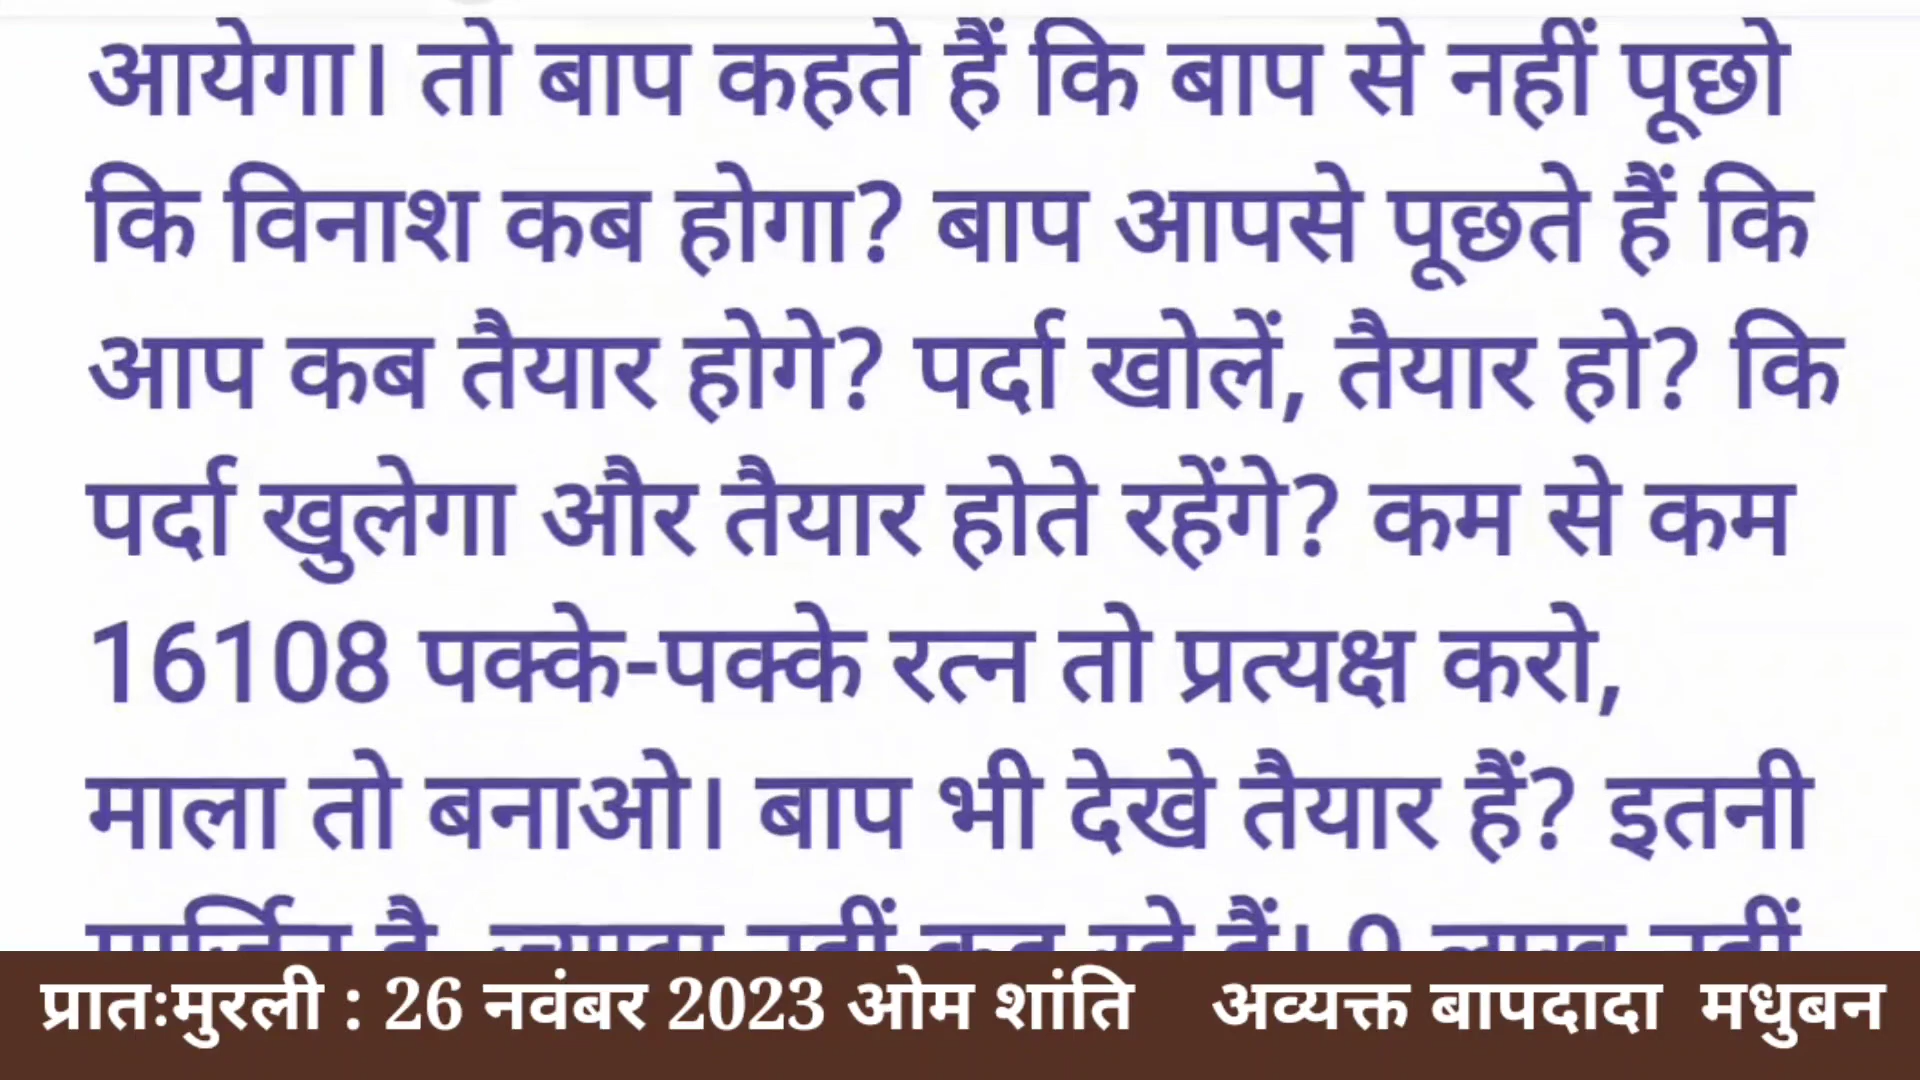 आयेगा। तो बाप कहते हैं कि बाप से नहीं पूछो
कि विनाश कब होगा? बाप आपसे पूछते हैं कि
आप कब तैयार होगे? पर्दा खोलें, तैयार हो? कि
पर्दा खुलेगा और तैयार होते रहेंगे? कम से कम
16108 पक्के-पक्के रत्न तो प्रत्यक्ष करो,
माला तो बनाओ। बाप भी देखे तैयार हैं? इतनी
प्रातःमुरली : 26 नवंबर 2023 ओम शांति अव्यक्त बापदादा मधुबन